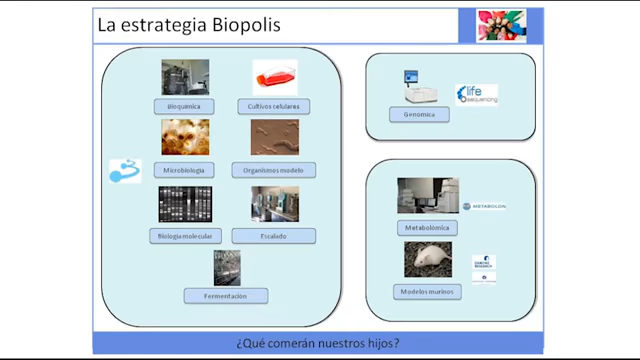 La estrategia Biopolis
Bioquímica
Cultivos celulares
Microbiología
Organismos modelo
Biología molecular
Escalado
Fermentación
Genómica
life
sequencing
METABOLON
Metabolómica
Modelos murinos
¿Qué comerán nuestros hijos?